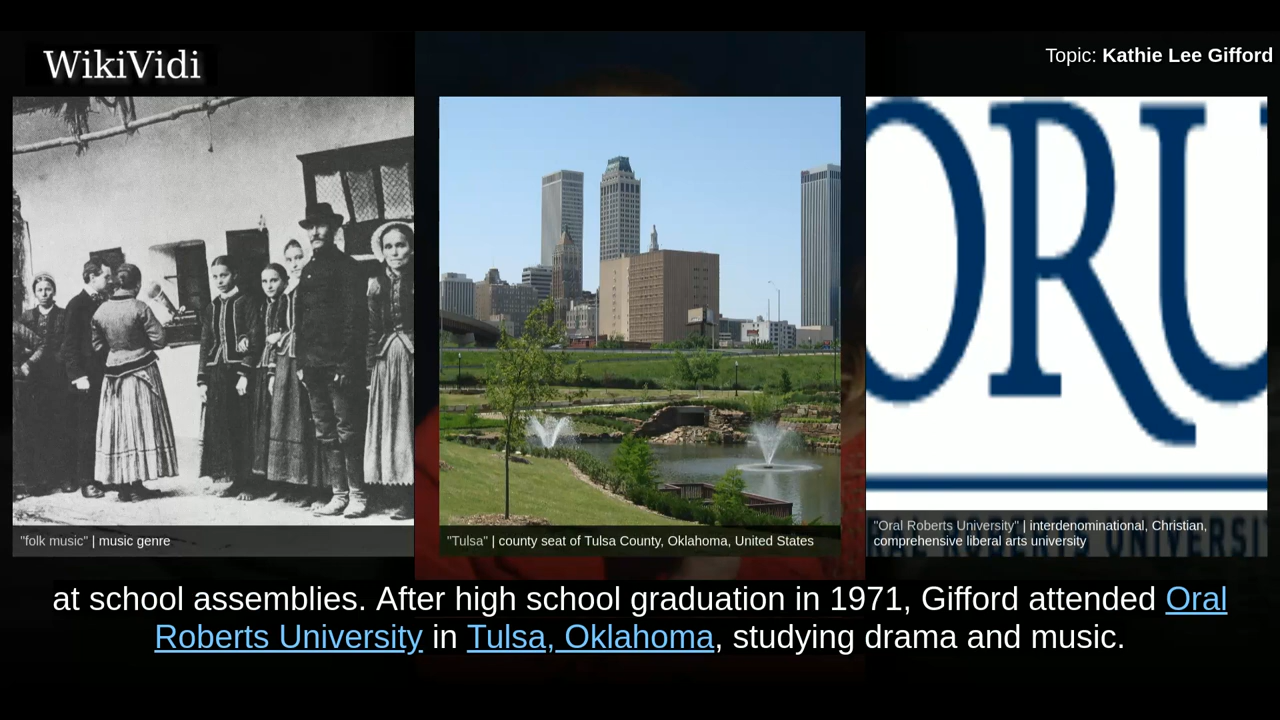 WikiVidi
Topic: Kathie Lee Gifford
ORU
"folk music" | music genre
"Tulsa" | county seat of Tulsa County, Oklahoma, United States
"Oral Roberts University" | interdenominational, Christian,
comprehensive liberal arts university
at school assemblies. After high school graduation in 1971, Gifford attended Oral
Roberts University in Tulsa, Oklahoma, studying drama and music.